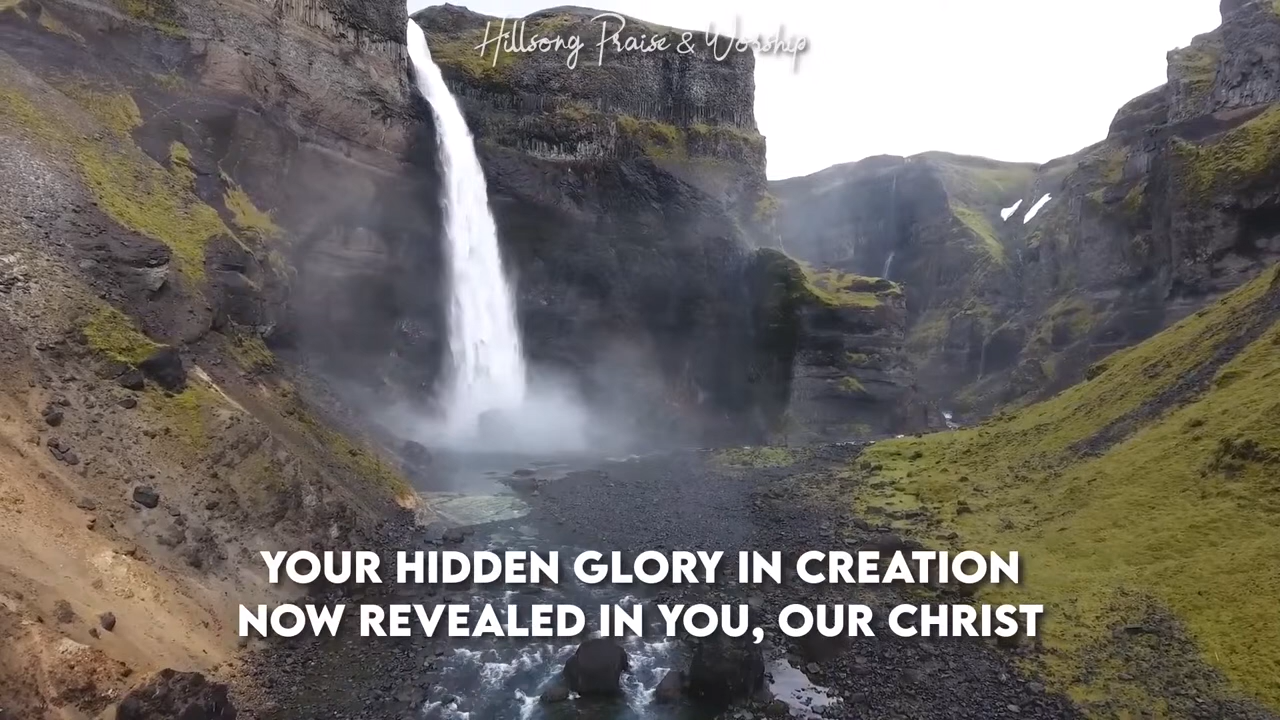 Hillsong Praise & Worship
YOUR HIDDEN GLORY IN CREATION
NOW REVEALED IN YOU, OUR CHRIST